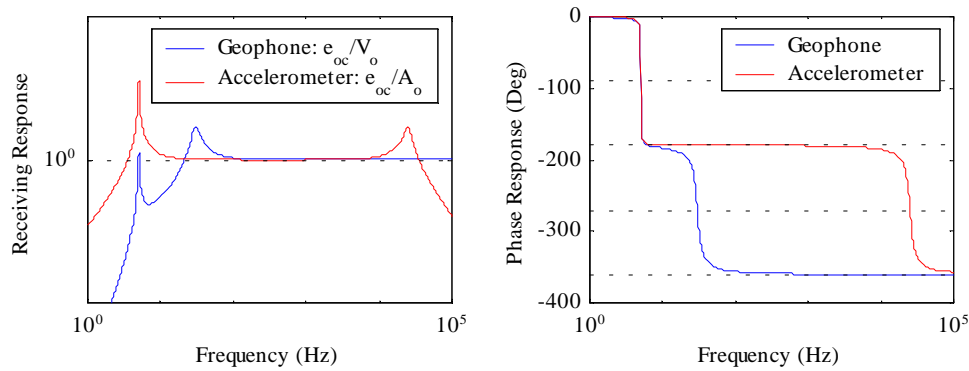 Geophone: e_oc/V_o
Accelerometer: e_oc/A_o
Receiving Response
10^0
10^0
10^5
Frequency (Hz)
Geophone
Accelerometer
Phase Response (Deg)
0
-100
-200
-300
-400
10^0
10^5
Frequency (Hz)